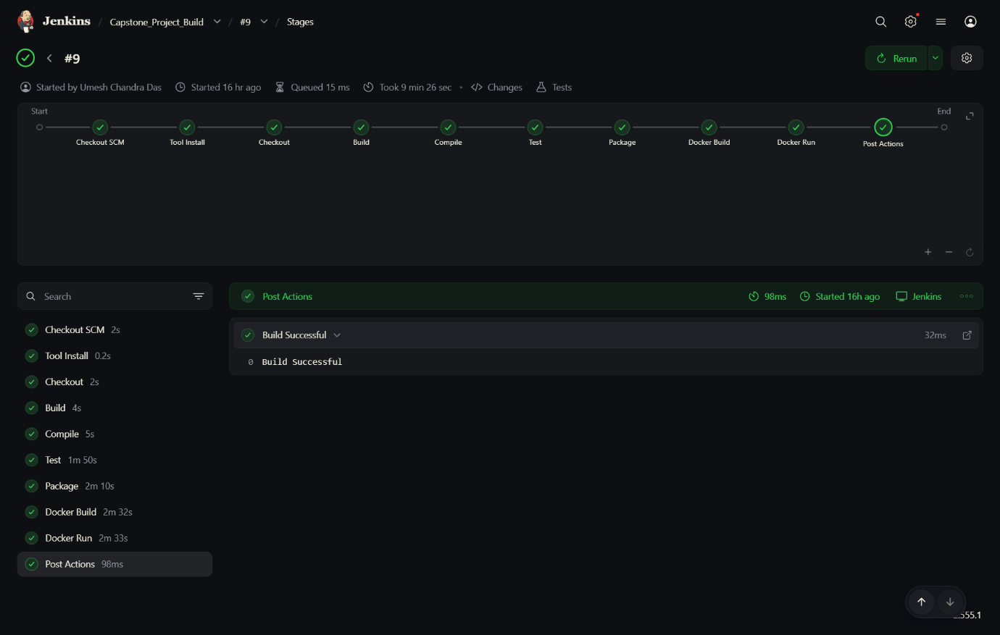 Jenkins / Capstone_Project_Build / #9 / Stages
#9
Rerun
Started by Umesh Chandra Das Started 16 hr ago Queued 15 ms Took 9 min 26 sec • Changes Tests
Start End
Checkout SCM Tool Install Checkout Build Compile Test Package Docker Build Docker Run Post Actions
Search
Post Actions 98ms Started 16h ago Jenkins
Checkout SCM 2s
Build Successful 32ms
Tool Install 0.2s
0 Build Successful
Checkout 2s
Build 4s
Compile 5s
Test 1m 50s
Package 2m 10s
Docker Build 2m 32s
Docker Run 2m 33s
Post Actions 98ms